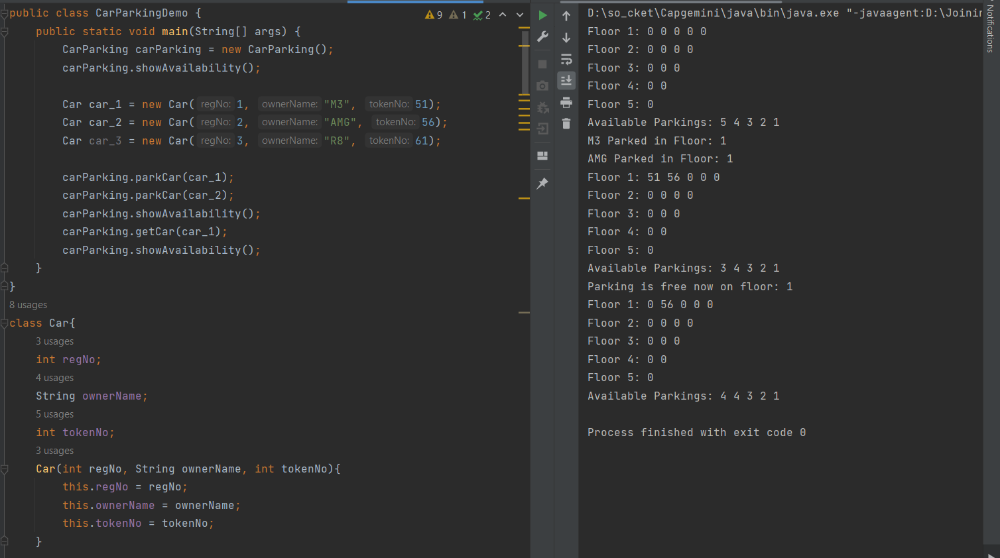 public class CarParkingDemo {
9 1 2
public static void main(String[] args) {
CarParking carParking = new CarParking();
carParking.showAvailability();
Car car_1 = new Car( regNo: 1, ownerName: "M3", tokenNo: 51);
Car car_2 = new Car( regNo: 2, ownerName: "AMG", tokenNo: 56);
Car car_3 = new Car( regNo: 3, ownerName: "R8", tokenNo: 61);
carParking.parkCar(car_1);
carParking.parkCar(car_2);
carParking.showAvailability();
carParking.getCar(car_1);
carParking.showAvailability();
}
}
8 usages
class Car{
3 usages
int regNo;
4 usages
String ownerName;
5 usages
int tokenNo;
3 usages
Car(int regNo, String ownerName, int tokenNo){
this.regNo = regNo;
this.ownerName = ownerName;
this.tokenNo = tokenNo;
}
D:\so_cket\Capgemini\java\bin\java.exe "-javaagent:D:\Joinin
Floor 1: 0 0 0 0 0
Floor 2: 0 0 0 0
Floor 3: 0 0 0
Floor 4: 0 0
Floor 5: 0
Available Parkings: 5 4 3 2 1
M3 Parked in Floor: 1
AMG Parked in Floor: 1
Floor 1: 51 56 0 0 0
Floor 2: 0 0 0 0
Floor 3: 0 0 0
Floor 4: 0 0
Floor 5: 0
Available Parkings: 3 4 3 2 1
Parking is free now on floor: 1
Floor 1: 0 56 0 0 0
Floor 2: 0 0 0 0
Floor 3: 0 0 0
Floor 4: 0 0
Floor 5: 0
Available Parkings: 4 4 3 2 1
Process finished with exit code 0
Notifications